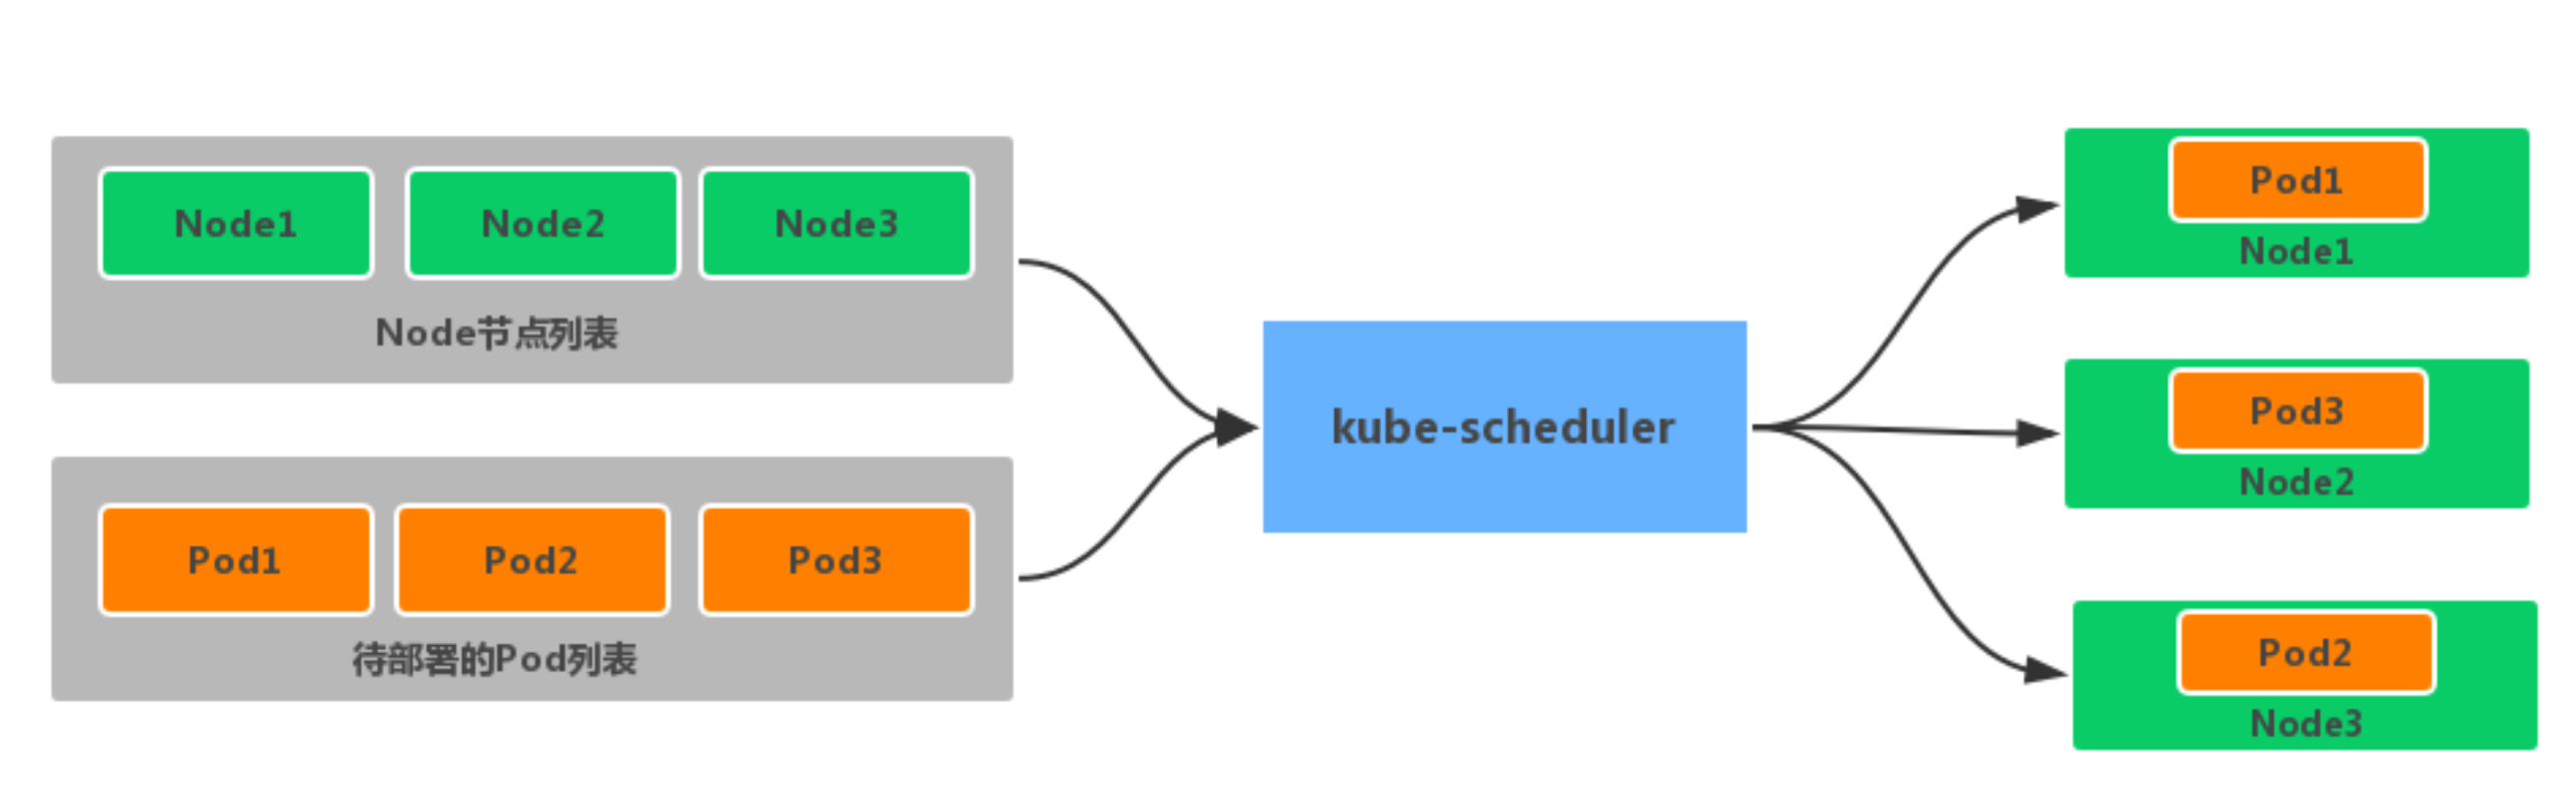 Node1 Node2 Node3
Node节点列表
Pod1 Pod2 Pod3
待部署的Pod列表
kube-scheduler
Pod1
Node1
Pod3
Node2
Pod2
Node3